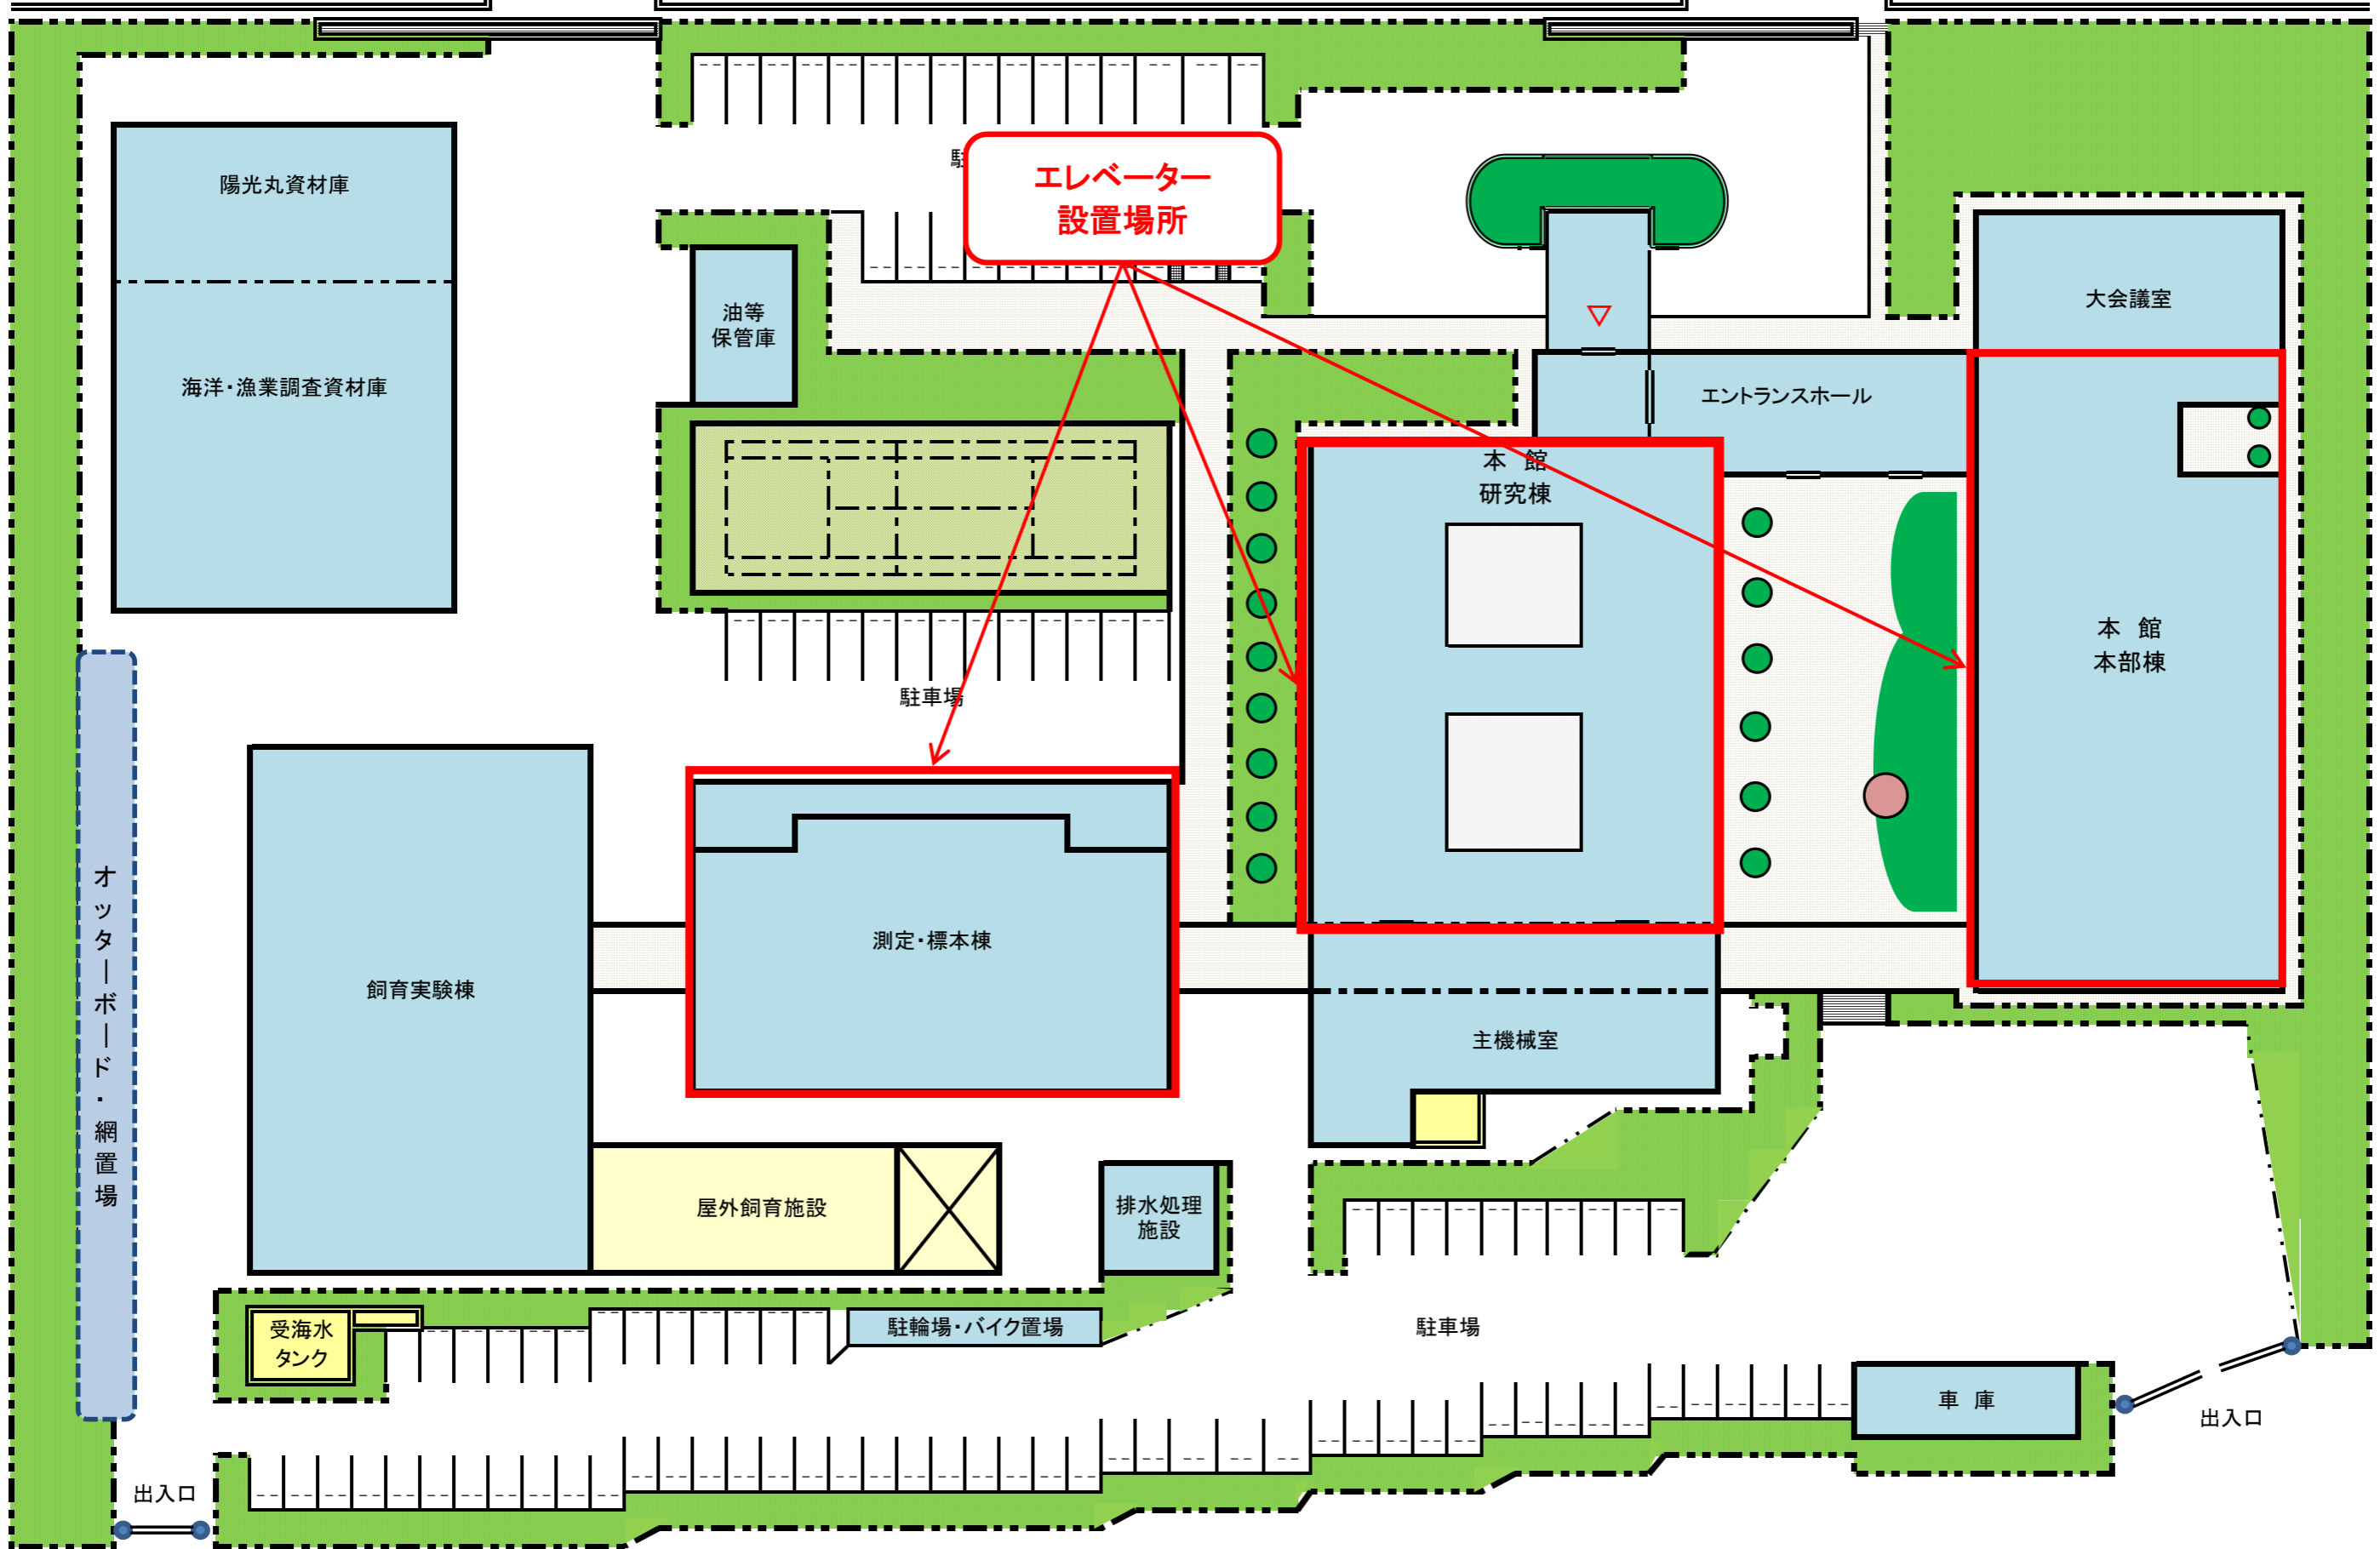 陽光丸資材庫
海洋・漁業調査資材庫
油等
保管庫
駐
エレベーター
設置場所
大会議室
エントランスホール
本 館
研究棟
本 館
本部棟
駐車場
オッターボード・網置場
飼育実験棟
測定・標本棟
主機械室
屋外飼育施設
排水処理
施設
受海水
タンク
駐輪場・バイク置場
駐車場
車 庫
出入口
出入口